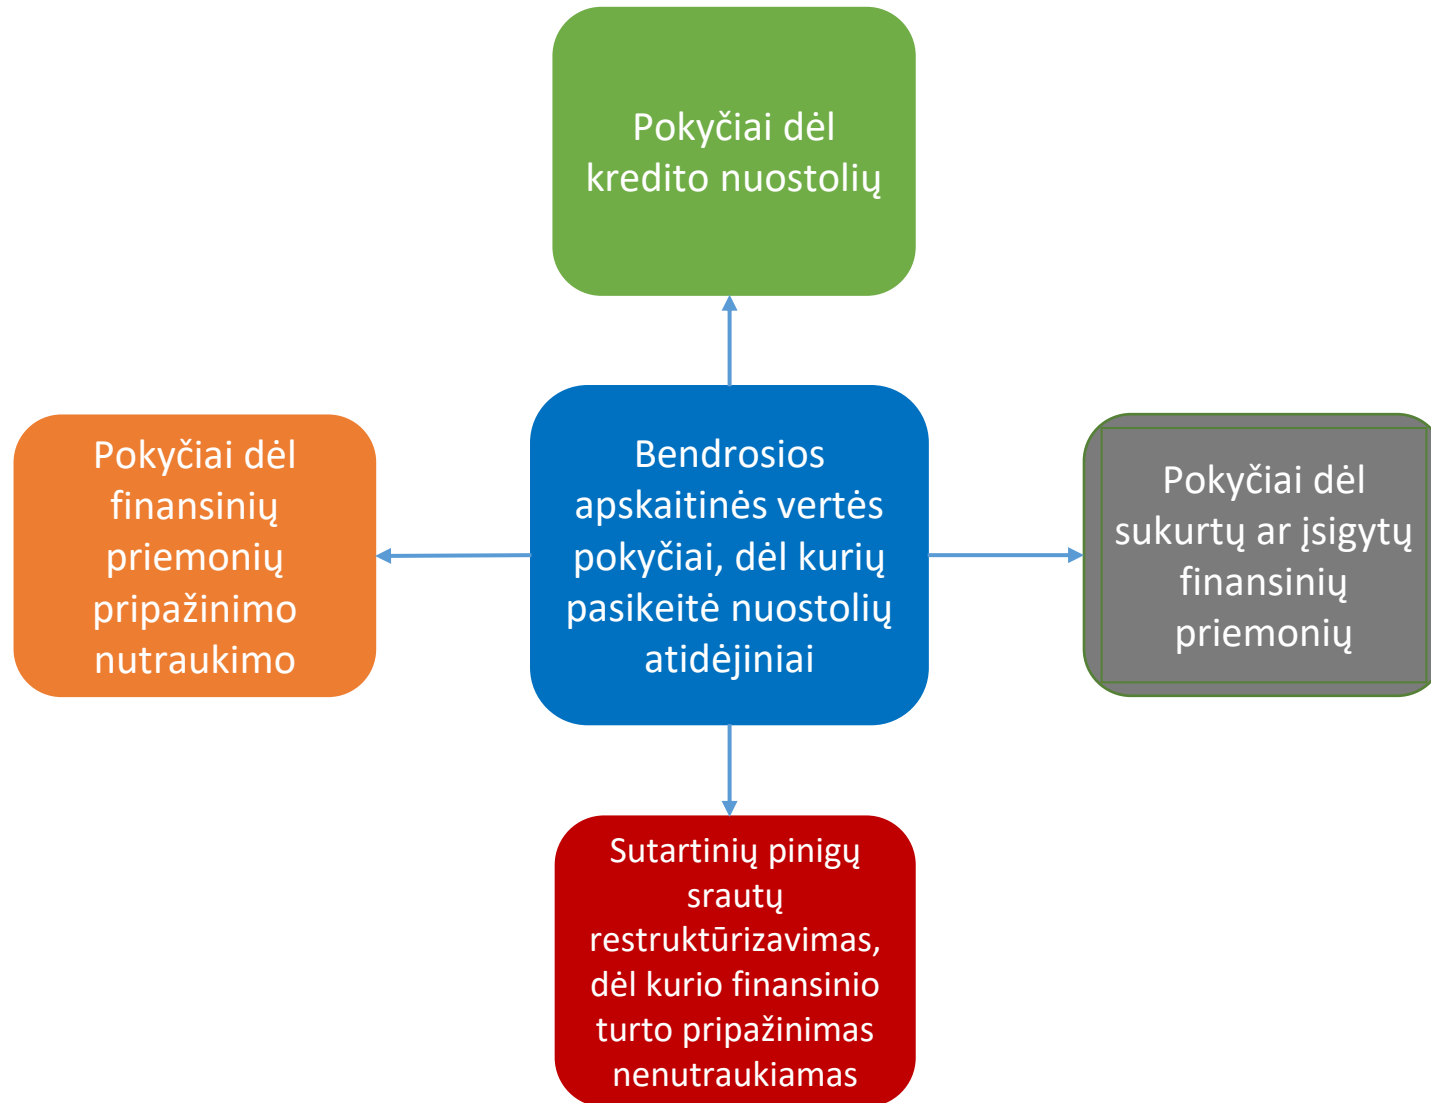 Pokyčiai dėl
kredito nuostolių
Pokyčiai dėl
finansinių
priemonių
pripažinimo
nutraukimo
Bendrosios
apskaitinės vertės
pokyčiai, dėl kurių
pasikeitė nuostolių
atidėjiniai
Pokyčiai dėl
sukurtų ar įsigytų
finansinių
priemonių
Sutartinių pinigų
srautų
restruktūrizavimas,
dėl kurio finansinio
turto pripažinimas
nenutraukiamas